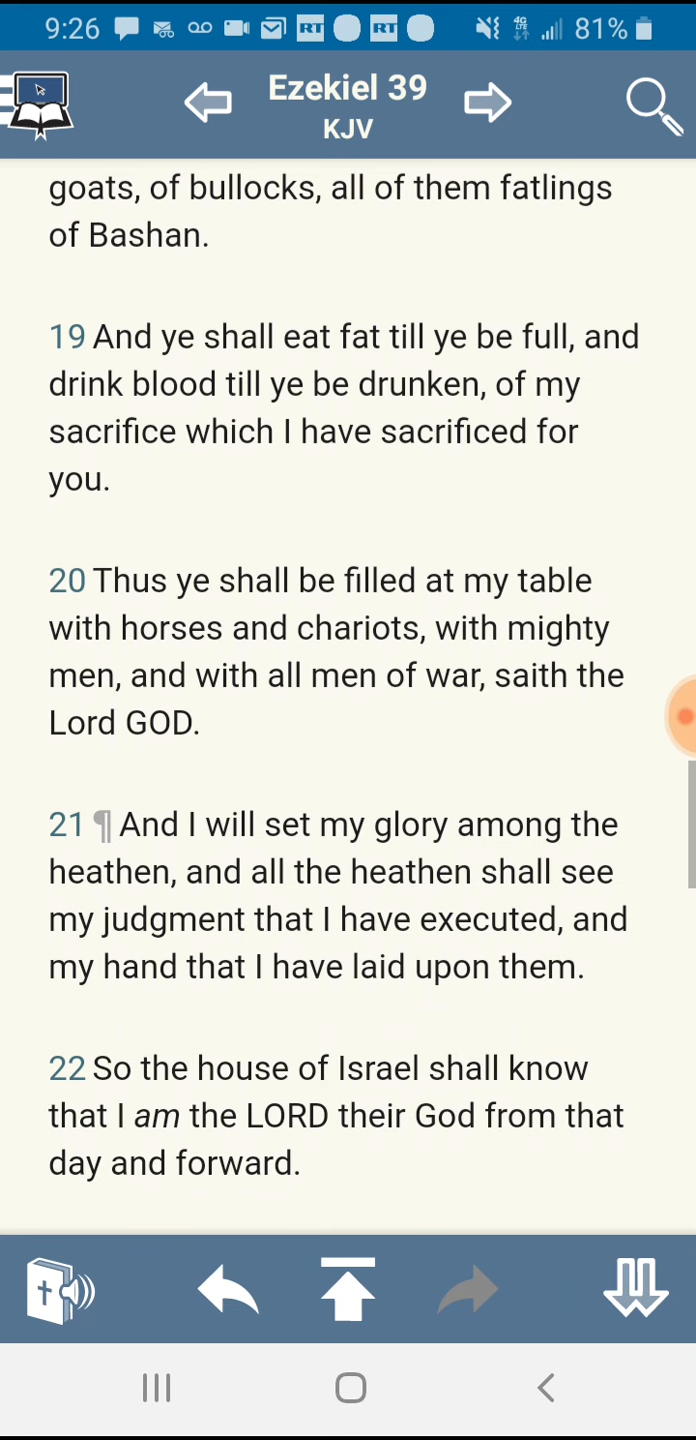 9:26 RT RT 4G LTE 81%
Ezekiel 39
KJV
goats, of bullocks, all of them fatlings
of Bashan.
19 And ye shall eat fat till ye be full, and
drink blood till ye be drunken, of my
sacrifice which I have sacrificed for
you.
20 Thus ye shall be filled at my table
with horses and chariots, with mighty
men, and with all men of war, saith the
Lord GOD.
21 ¶ And I will set my glory among the
heathen, and all the heathen shall see
my judgment that I have executed, and
my hand that I have laid upon them.
22 So the house of Israel shall know
that I am the LORD their God from that
day and forward.